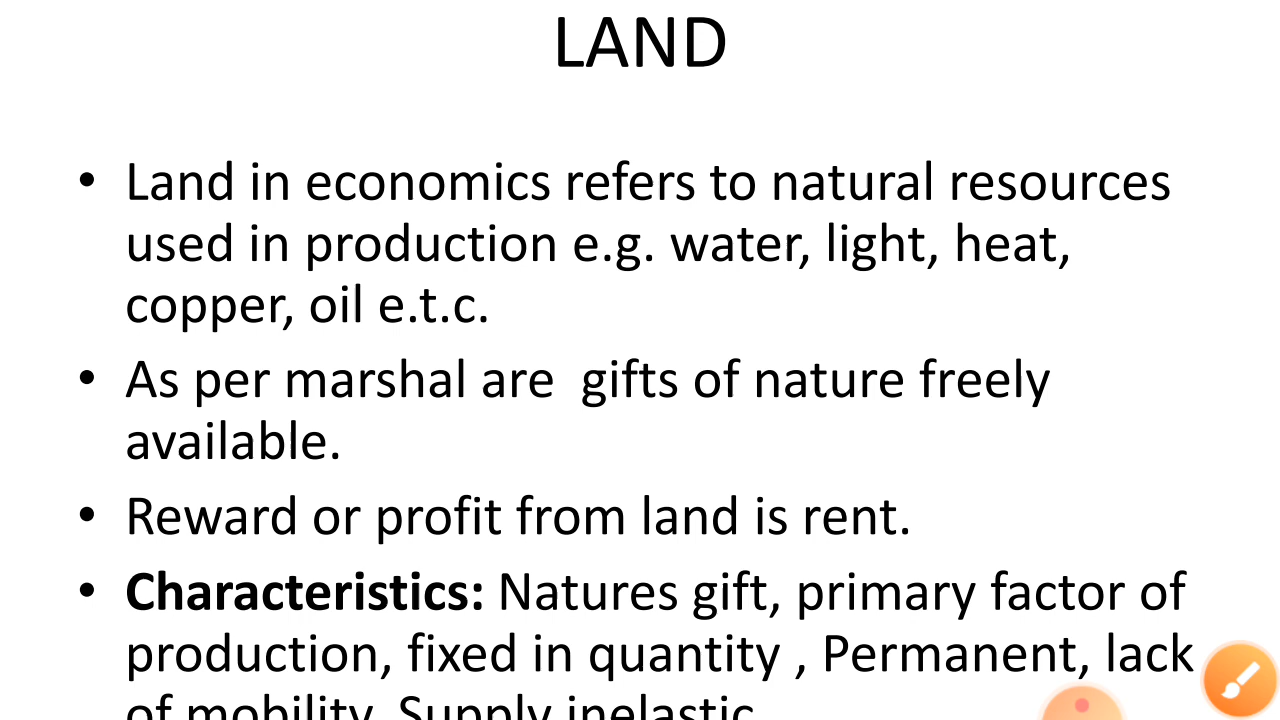 LAND
• Land in economics refers to natural resources
used in production e.g. water, light, heat,
copper, oil e.t.c.
• As per marshal are  gifts of nature freely
available.
• Reward or profit from land is rent.
• Characteristics: Natures gift, primary factor of
production, fixed in quantity , Permanent, lack
of mobility, Supply inelastic